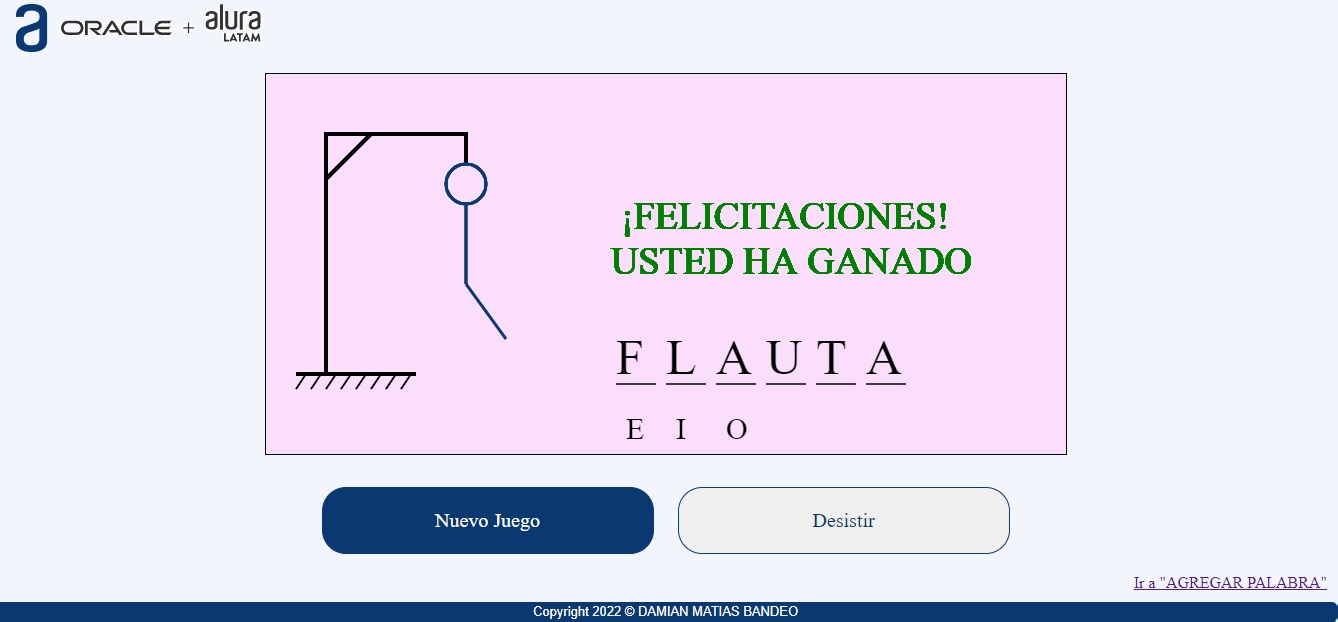 a ORACLE + alura LATAM
¡FELICITACIONES!
USTED HA GANADO
F L A U T A
E I O
Nuevo Juego
Desistir
Ir a "AGREGAR PALABRA"
Copyright 2022 © DAMIAN MATIAS BANDEO